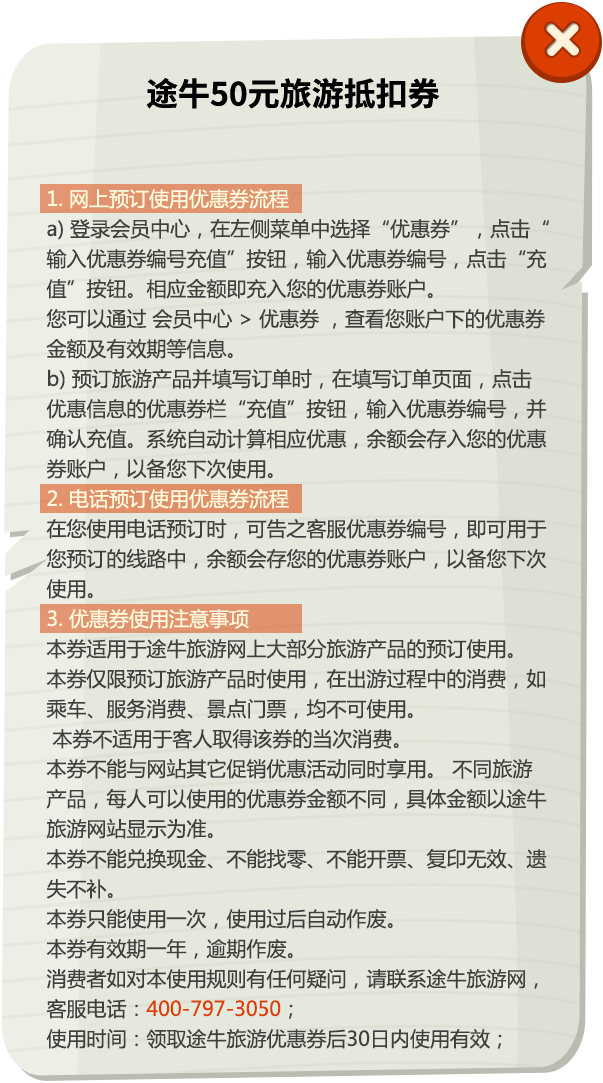 途牛50元旅游抵扣券
1. 网上预订使用优惠券流程
a) 登录会员中心，在左侧菜单中选择“优惠券”，点击“
输入优惠券编号充值”按钮，输入优惠券编号，点击“充
值”按钮。相应金额即充入您的优惠券账户。
您可以通过 会员中心 > 优惠券 ，查看您账户下的优惠券
金额及有效期等信息。
b) 预订旅游产品并填写订单时，在填写订单页面，点击
优惠信息的优惠券栏“充值”按钮，输入优惠券编号，并
确认充值。系统自动计算相应优惠，余额会存入您的优惠
券账户，以备您下次使用。
2. 电话预订使用优惠券流程
在您使用电话预订时，可告之客服优惠券编号，即可用于
您预订的线路中，余额会存您的优惠券账户，以备您下次
使用。
3. 优惠券使用注意事项
本券适用于途牛旅游网上大部分旅游产品的预订使用。
本券仅限预订旅游产品时使用，在出游过程中的消费，如
乘车、服务消费、景点门票，均不可使用。
本券不适用于客人取得该券的当次消费。
本券不能与网站其它促销优惠活动同时享用。 不同旅游
产品，每人可以使用的优惠券金额不同，具体金额以途牛
旅游网站显示为准。
本券不能兑换现金、不能找零、不能开票、复印无效、遗
失不补。
本券只能使用一次，使用过后自动作废。
本券有效期一年，逾期作废。
消费者如对本使用规则有任何疑问，请联系途牛旅游网，
客服电话：400-797-3050；
使用时间：领取途牛旅游优惠券后30日内使用有效；